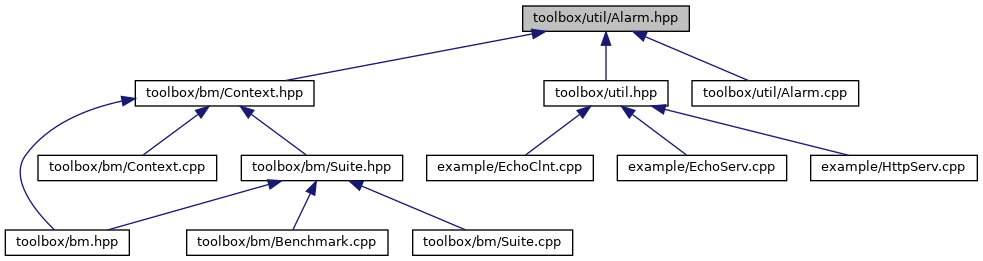 toolbox/util/Alarm.hpp
toolbox/bm/Context.hpp
toolbox/util.hpp
toolbox/util/Alarm.cpp
toolbox/bm/Context.cpp
toolbox/bm/Suite.hpp
example/EchoClnt.cpp
example/EchoServ.cpp
example/HttpServ.cpp
toolbox/bm.hpp
toolbox/bm/Benchmark.cpp
toolbox/bm/Suite.cpp